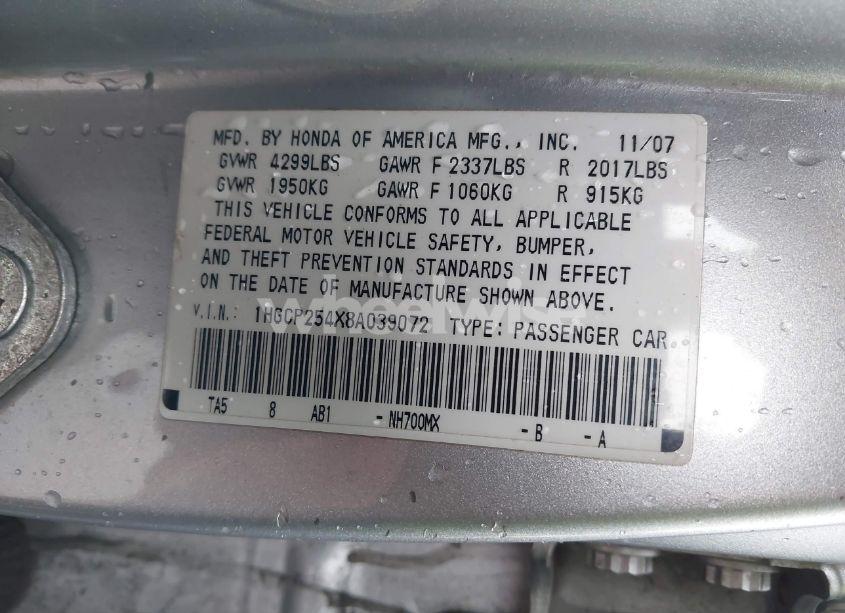 MFD. BY HONDA OF AMERICA MFG., INC. 11/07
GVWR 4299LBS GAWR F 2337LBS R 2017LBS
GVWR 1950KG GAWR F 1060KG R 915KG
THIS VEHICLE CONFORMS TO ALL APPLICABLE
FEDERAL MOTOR VEHICLE SAFETY, BUMPER,
AND THEFT PREVENTION STANDARDS IN EFFECT
ON THE DATE OF MANUFACTURE SHOWN ABOVE.
wheelwis
V.I.N.: 1HGCP254X8A039072 TYPE: PASSENGER CAR
TA5 8 AB1 - NH700MX - B - A